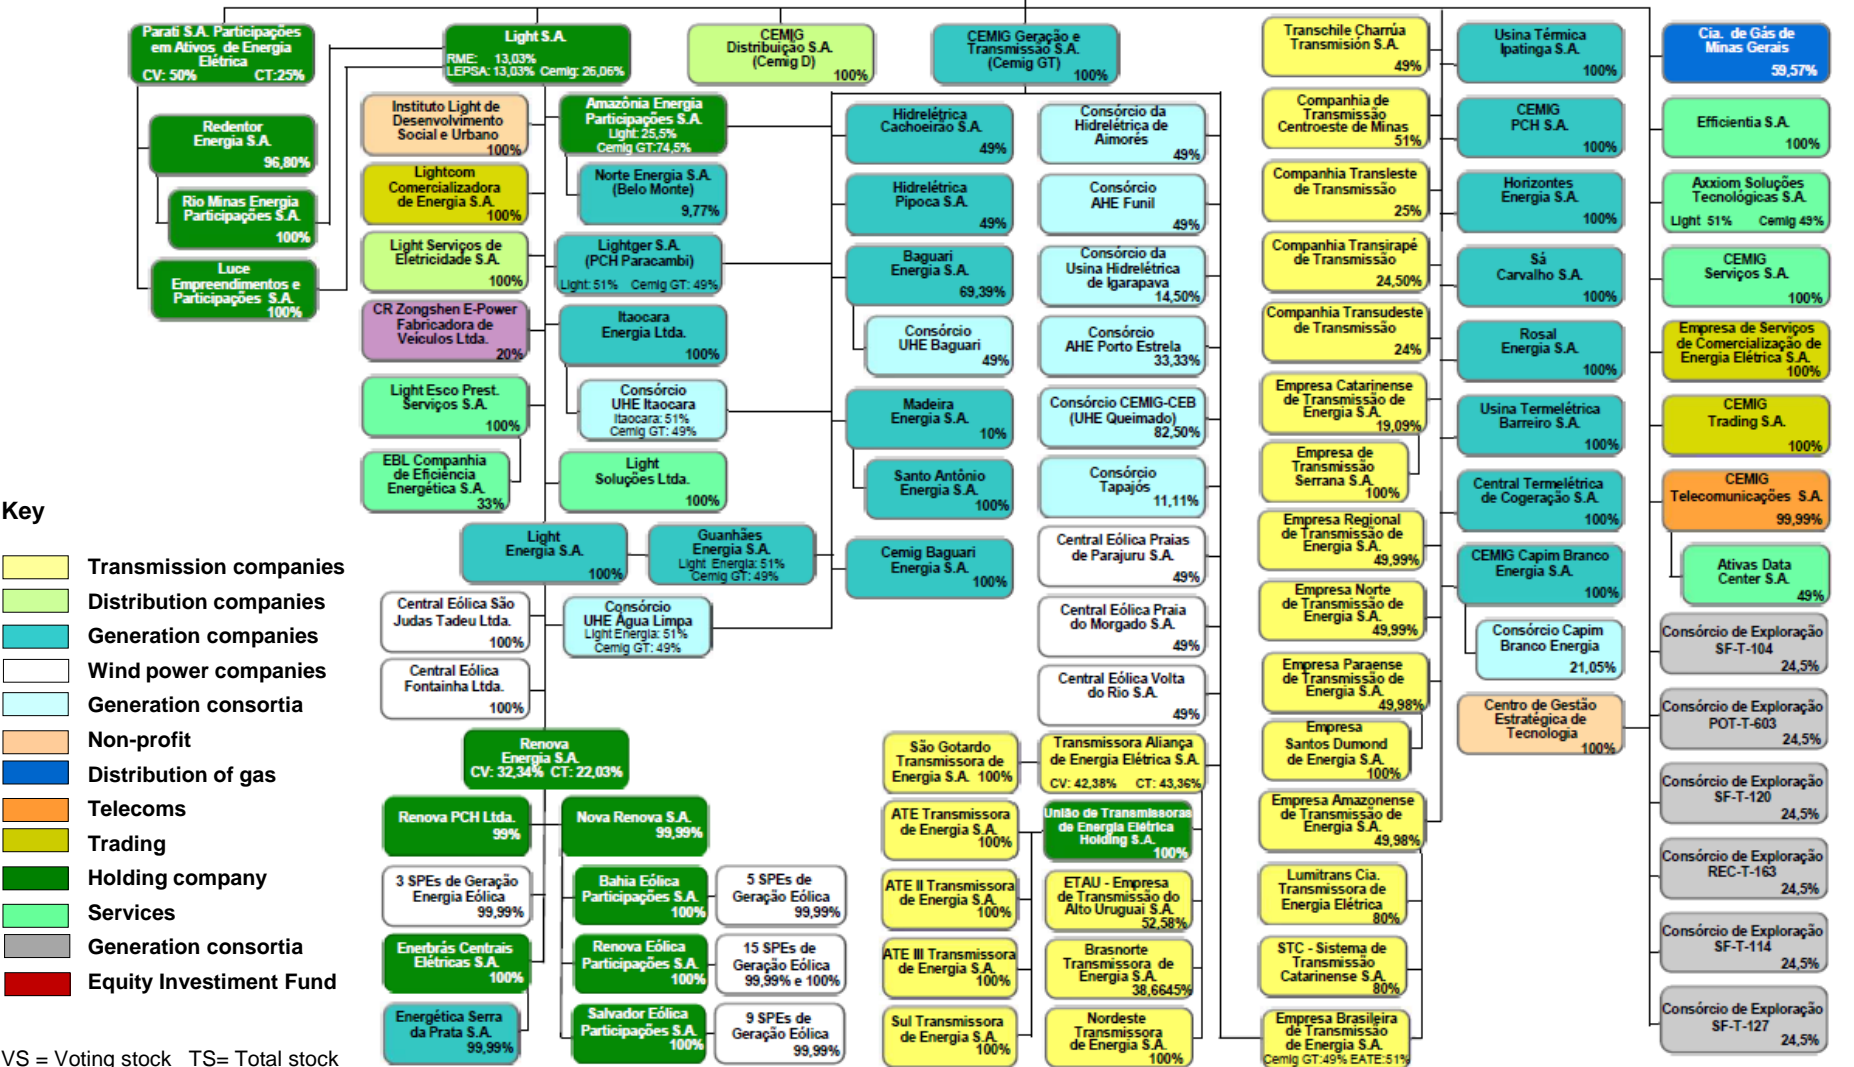 Parati S.A. Participações
em Ativos de Energia
Elétrica
CV: 50% CT:25%
Redentor
Energia S.A.
96,80%
Rio Minas Energia
Participações S.A.
100%
Luce
Empreendimentos e
Participações S.A.
100%
Light S.A.
RME: 13,03%
LEPSA: 13,03% Cemig: 26,06%
Instituto Light de
Desenvolvimento
Social e Urbano
100%
Lightcom
Comercializadora
de Energia S.A.
100%
Light Serviços de
Eletricidade S.A.
100%
CR Zongshen E-Power
Fabricadora de
Veículos Ltda.
20%
Light Esco Prest.
Serviços S.A.
100%
EBL Companhia
de Eficiência
Energética S.A.
33%
Amazônia Energia
Participações S.A.
Light: 25,5%
Cemig GT:74,5%
Norte Energia S.A.
(Belo Monte)
9,77%
Lightger S.A.
(PCH Paracambi)
Light: 51% Cemig GT: 49%
Itaocara
Energia Ltda.
100%
Consórcio
UHE Itaocara
Itaocara: 51%
Cemig GT: 49%
Light
Soluções Ltda.
100%
Light
Energia S.A.
100%
Guanhães
Energia S.A.
Light Energia: 51%
Cemig GT: 49%
Central Eólica São
Judas Tadeu Ltda.
100%
Consórcio
UHE Água Limpa
Light Energia: 51%
Cemig GT: 49%
Central Eólica
Fontainha Ltda.
100%
Renova
Energia S.A.
CV: 32,34% CT: 22,03%
Renova PCH Ltda.
99%
Nova Renova S.A.
99,99%
3 SPEs de Geração
Energia Eólica
99,99%
Bahia Eólica
Participações S.A.
100%
5 SPEs de
Geração Eólica
99,99%
Enerbrás Centrais
Elétricas S.A.
100%
Renova Eólica
Participações S.A.
100%
15 SPEs de
Geração Eólica
99,99% e 100%
Energética Serra
da Prata S.A.
99,99%
Salvador Eólica
Participações S.A.
100%
9 SPEs de
Geração Eólica
99,99%
CEMIG
Distribuição S.A.
(Cemig D)
100%
CEMIG Geração e
Transmissão S.A.
(Cemig GT)
100%
Hidrelétrica
Cachoeirão S.A.
49%
Hidrelétrica
Pipoca S.A.
49%
Baguari
Energia S.A.
69,39%
Consórcio
UHE Baguari
49%
Madeira
Energia S.A.
10%
Santo Antônio
Energia S.A.
100%
Cemig Baguari
Energia S.A.
100%
Consórcio da
Hidrelétrica de
Aimorés
49%
Consórcio
AHE Funil
49%
Consórcio da
Usina Hidrelétrica
de Igarapava
14,50%
Consórcio
AHE Porto Estrela
33,33%
Consórcio CEMIG-CEB
(UHE Queimado)
82,50%
Consórcio
Tapajós
11,11%
Central Eólica Praias
de Parajuru S.A.
49%
Central Eólica Praia
do Morgado S.A.
49%
Central Eólica Volta
do Rio S.A.
49%
São Gotardo
Transmissora de
Energia S.A. 100%
Transmissora Aliança
de Energia Elétrica S.A.
CV: 42,38% CT: 43,36%
ATE Transmissora
de Energia S.A.
100%
União de Transmissoras
de Energia Elétrica
Holding S.A.
100%
ATE II Transmissora
de Energia S.A.
100%
ETAU - Empresa
de Transmissão do
Alto Uruguai S.A.
52,58%
ATE III Transmissora
de Energia S.A.
100%
Brasnorte
Transmissora de
Energia S.A.
38,6645%
Sul Transmissora
de Energia S.A.
100%
Nordeste
Transmissora
de Energia S.A.
100%
Transchile Charrúa
Transmisión S.A.
49%
Companhia de
Transmissão
Centroeste de Minas
51%
Companhia Transleste
de Transmissão
25%
Companhia Transirapé
de Transmissão
24,50%
Companhia Transudeste
de Transmissão
24%
Empresa Catarinense
de Transmissão de
Energia S.A.
19,09%
Empresa de
Transmissão
Serrana S.A.
100%
Empresa Regional
de Transmissão de
Energia S.A.
49,99%
Empresa Norte
de Transmissão de
Energia S.A.
49,99%
Empresa Paraense
de Transmissão de
Energia S.A.
49,98%
Empresa
Santos Dumond
de Energia S.A.
100%
Empresa Amazonense
de Transmissão de
Energia S.A.
49,98%
Lumitrans Cia.
Transmissora de
Energia Elétrica
80%
STC - Sistema de
Transmissão
Catarinense S.A.
80%
Empresa Brasileira
de Transmissão
de Energia S.A.
Cemig GT:49% EATE:51%
Usina Térmica
Ipatinga S.A.
100%
CEMIG
PCH S.A.
100%
Horizontes
Energia S.A.
100%
Sá
Carvalho S.A.
100%
Rosal
Energia S.A.
100%
Usina Termelétrica
Barreiro S.A.
100%
Central Termelétrica
de Cogeração S.A.
100%
CEMIG Capim Branco
Energia S.A.
100%
Consórcio Capim
Branco Energia
21,05%
Centro de Gestão
Estratégica de
Tecnologia
100%
Cia. de Gás de
Minas Gerais
59,57%
Efficientia S.A.
100%
Axxiom Soluções
Tecnológicas S.A.
Light 51% Cemig 49%
CEMIG
Serviços S.A.
100%
Empresa de Serviços
de Comercialização de
Energia Elétrica S.A.
100%
CEMIG
Trading S.A.
100%
CEMIG
Telecomunicações S.A.
99,99%
Ativas Data
Center S.A.
49%
Consórcio de Exploração
SF-T-104
24,5%
Consórcio de Exploração
POT-T-603
24,5%
Consórcio de Exploração
SF-T-120
24,5%
Consórcio de Exploração
REC-T-163
24,5%
Consórcio de Exploração
SF-T-114
24,5%
Consórcio de Exploração
SF-T-127
24,5%
Key
Transmission companies
Distribution companies
Generation companies
Wind power companies
Generation consortia
Non-profit
Distribution of gas
Telecoms
Trading
Holding company
Services
Generation consortia
Equity Investiment Fund
VS = Voting stock TS= Total stock